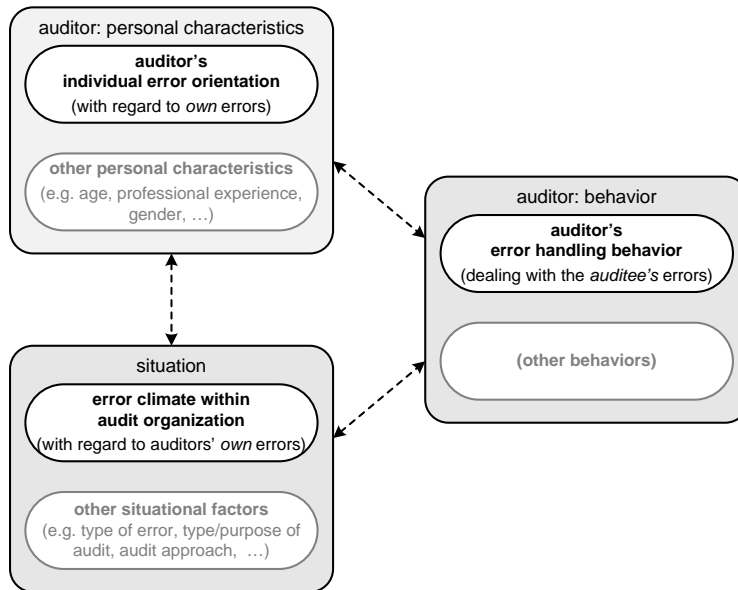 auditor: personal characteristics
auditor’s
individual error orientation
(with regard to own errors)
other personal characteristics
(e.g. age, professional experience,
gender, …)
situation
error climate within
audit organization
(with regard to auditors’ own errors)
other situational factors
(e.g. type of error, type/purpose of
audit, audit approach,  …)
auditor: behavior
auditor’s
error handling behavior
(dealing with the auditee’s errors)
(other behaviors)